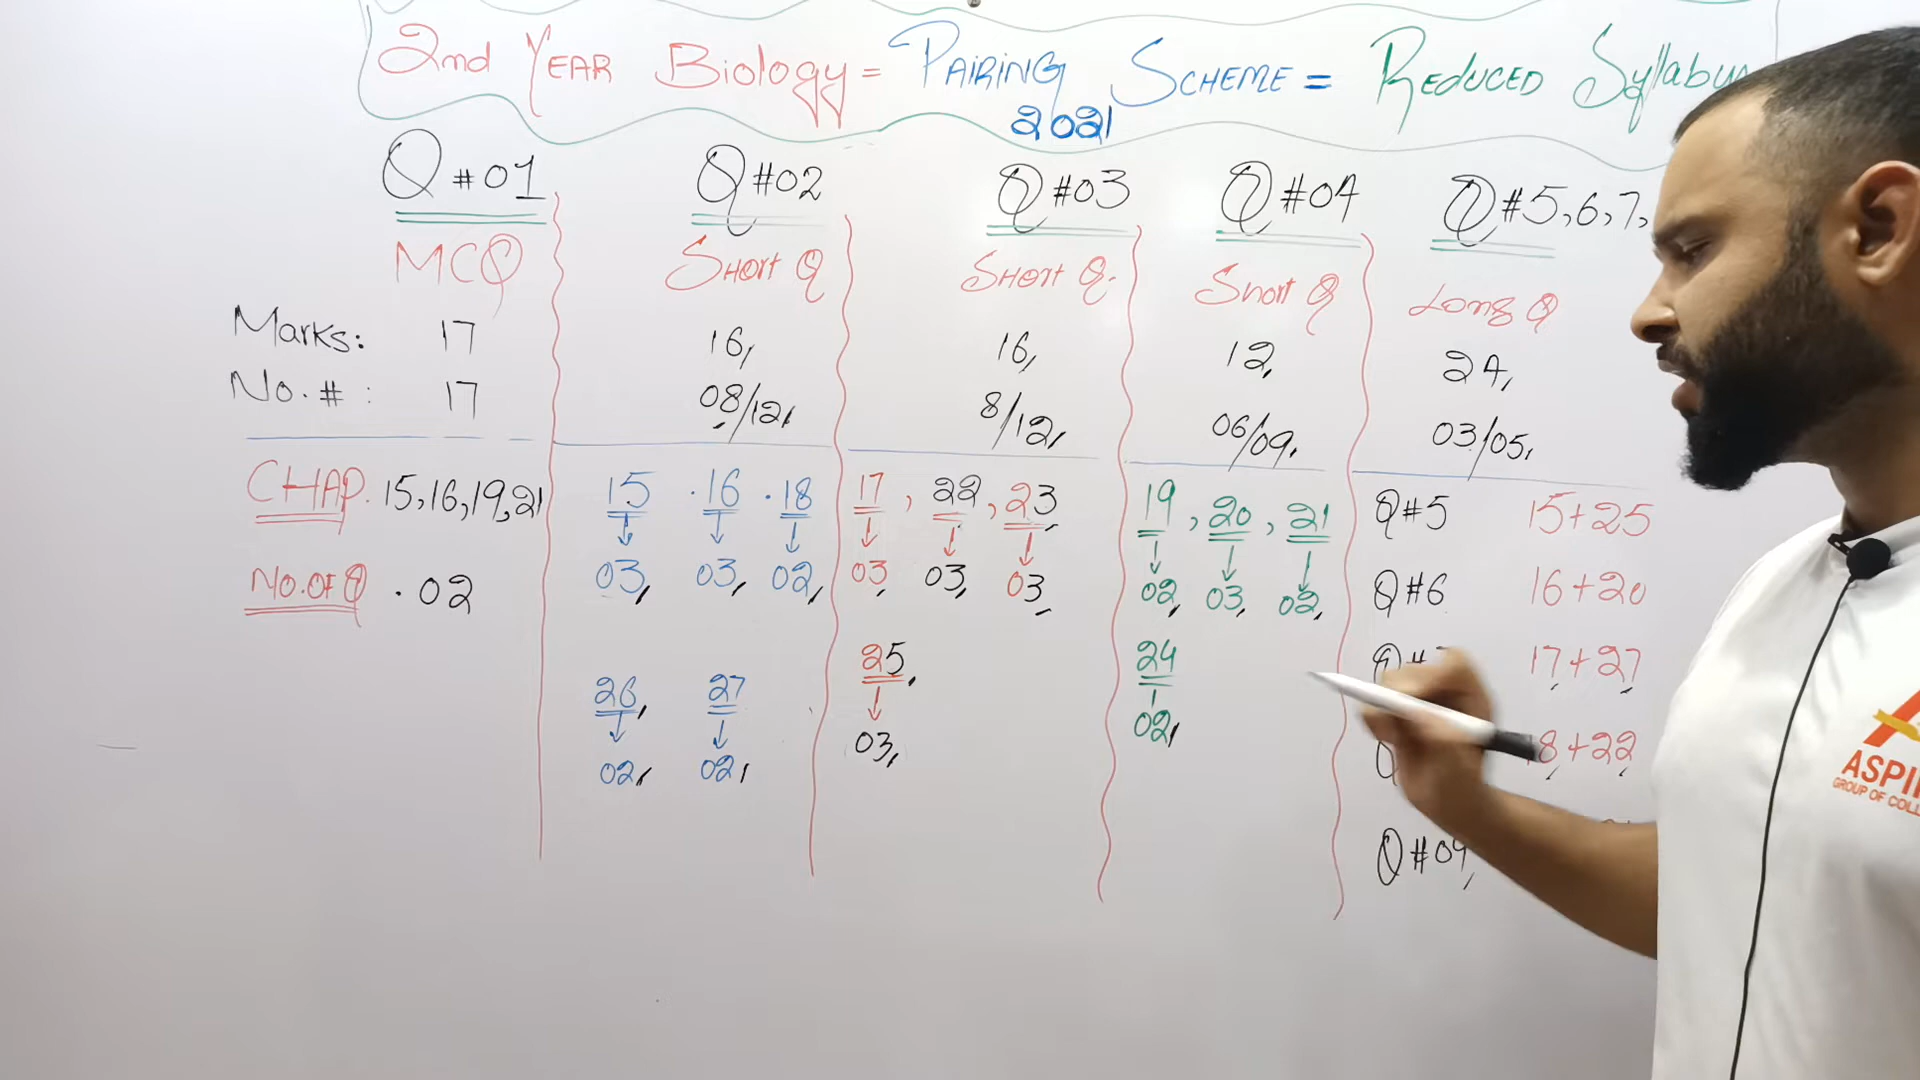 2nd Year Biology = Pairing Scheme = Reduced Syllabus
2021
Q #01
MCQ
Marks: 17
No. # : 17
CHAP. 15, 16, 19, 21
No. of Q . 02
Q #02
Short Q
16,
08/12,
15 . 16 . 18
03, 03, 02,
26, 27
02, 02,
Q #03
Short Q.
16,
8/12,
17, 22, 23,
03, 03, 03,
25,
03,
Q #04
Short Q
12,
06/09.
19, 20, 21
02, 03, 02,
24
02,
Q #5, 6, 7,
Long Q
24,
03/05,
Q #5 15+25
Q #6 16+20
Q # 17+27
8+22
Q #09,
ASPI
GROUP OF COLL